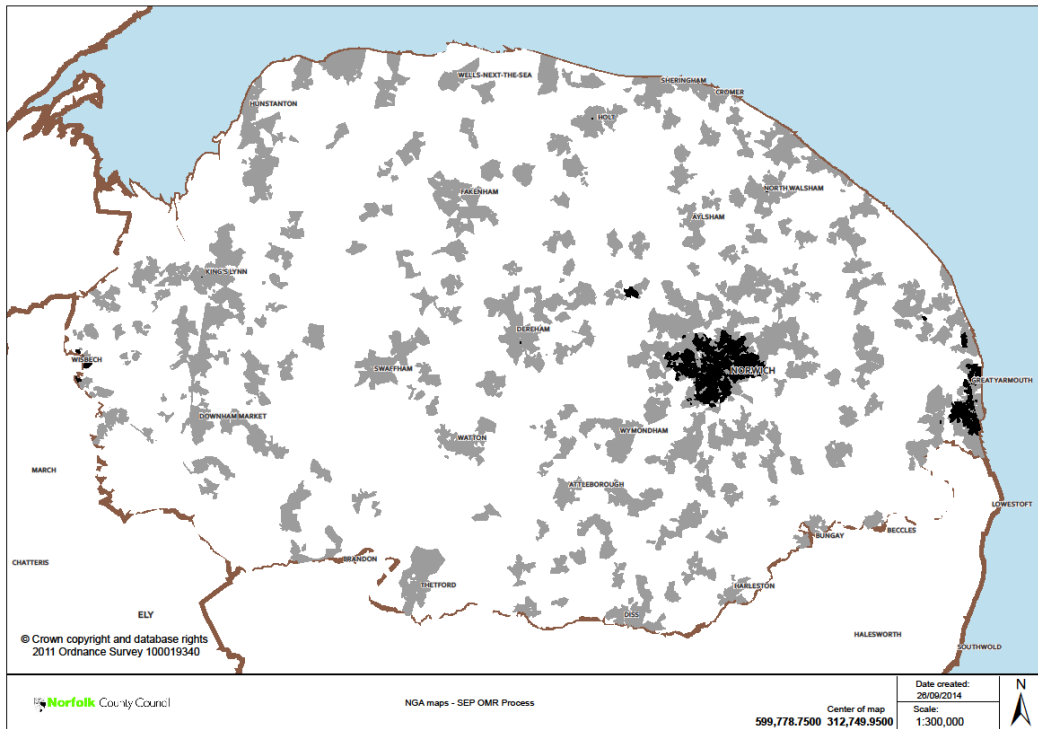 WELLS-NEXT-THE-SEA
SHERINGHAM
CROMER
HUNSTANTON
HOLT
FAKENHAM
NORTH WALSHAM
AYLSHAM
KING'S LYNN
DEREHAM
WISBECH
SWAFFHAM
NORWICH
GREAT YARMOUTH
DOWNHAM MARKET
WATTON
WYMONDHAM
MARCH
ATTLEBOROUGH
LOWESTOFT
BECCLES
BUNGAY
CHATTERIS
BRANDON
THETFORD
HARLESTON
DISS
ELY
HALESWORTH
SOUTHWOLD
© Crown copyright and database rights
2011 Ordnance Survey 100019340
Norfolk County Council
NGA maps - SEP OMR Process
Center of map
599,778.7500 312,749.9500
Date created:
26/09/2014
Scale:
1:300,000
N